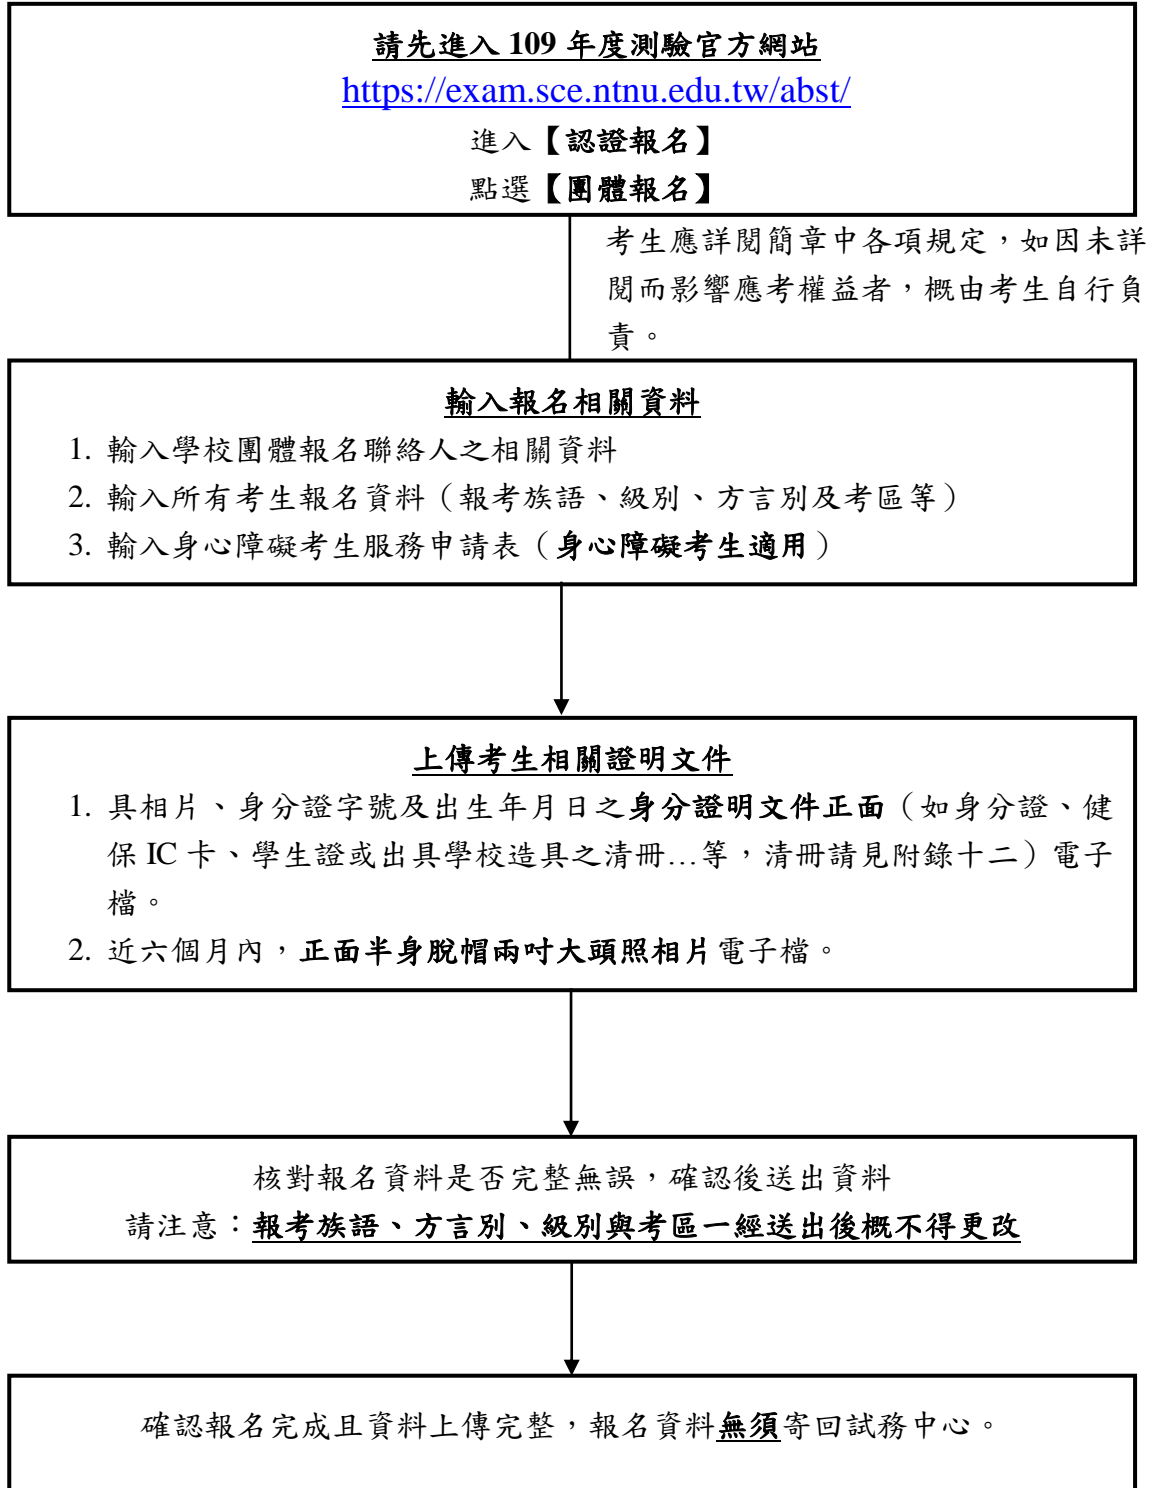 請先進入 109 年度測驗官方網站
https://exam.sce.ntnu.edu.tw/abst/
進入【認證報名】
點選【團體報名】
考生應詳閱簡章中各項規定，如因未詳
閱而影響應考權益者，概由考生自行負
責。
輸入報名相關資料
1. 輸入學校團體報名聯絡人之相關資料
2. 輸入所有考生報名資料（報考族語、級別、方言別及考區等）
3. 輸入身心障礙考生服務申請表（身心障礙考生適用）
上傳考生相關證明文件
1. 具相片、身分證字號及出生年月日之身分證明文件正面（如身分證、健
保 IC 卡、學生證或出具學校造具之清冊…等，清冊請見附錄十二）電子
檔。
2. 近六個月內，正面半身脫帽兩吋大頭照相片電子檔。
核對報名資料是否完整無誤，確認後送出資料
請注意：報考族語、方言別、級別與考區一經送出後概不得更改
確認報名完成且資料上傳完整，報名資料無須寄回試務中心。